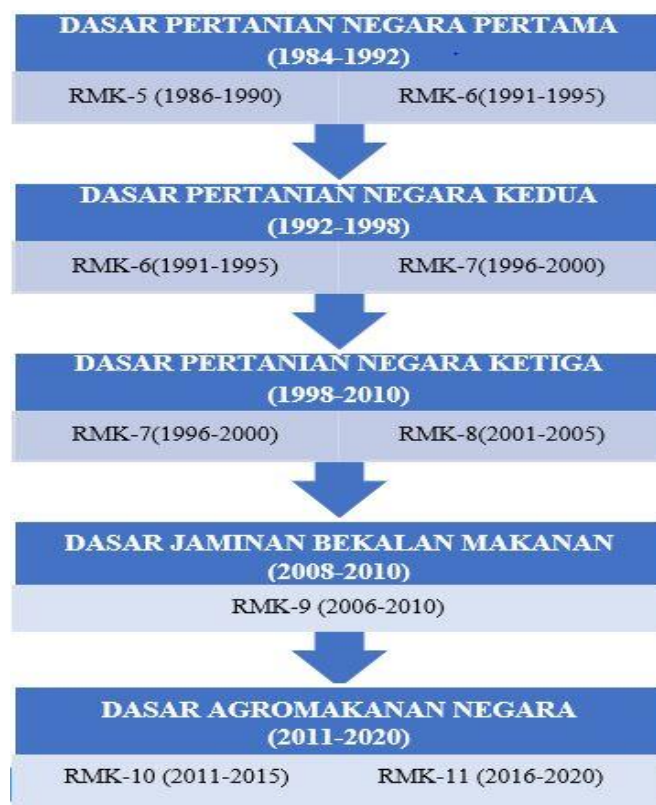 DASAR PERTANIAN NEGARA PERTAMA
(1984-1992)
RMK-5 (1986-1990) RMK-6(1991-1995)
DASAR PERTANIAN NEGARA KEDUA
(1992-1998)
RMK-6(1991-1995) RMK-7(1996-2000)
DASAR PERTANIAN NEGARA KETIGA
(1998-2010)
RMK-7(1996-2000) RMK-8(2001-2005)
DASAR JAMINAN BEKALAN MAKANAN
(2008-2010)
RMK-9 (2006-2010)
DASAR AGROMAKANAN NEGARA
(2011-2020)
RMK-10 (2011-2015) RMK-11 (2016-2020)